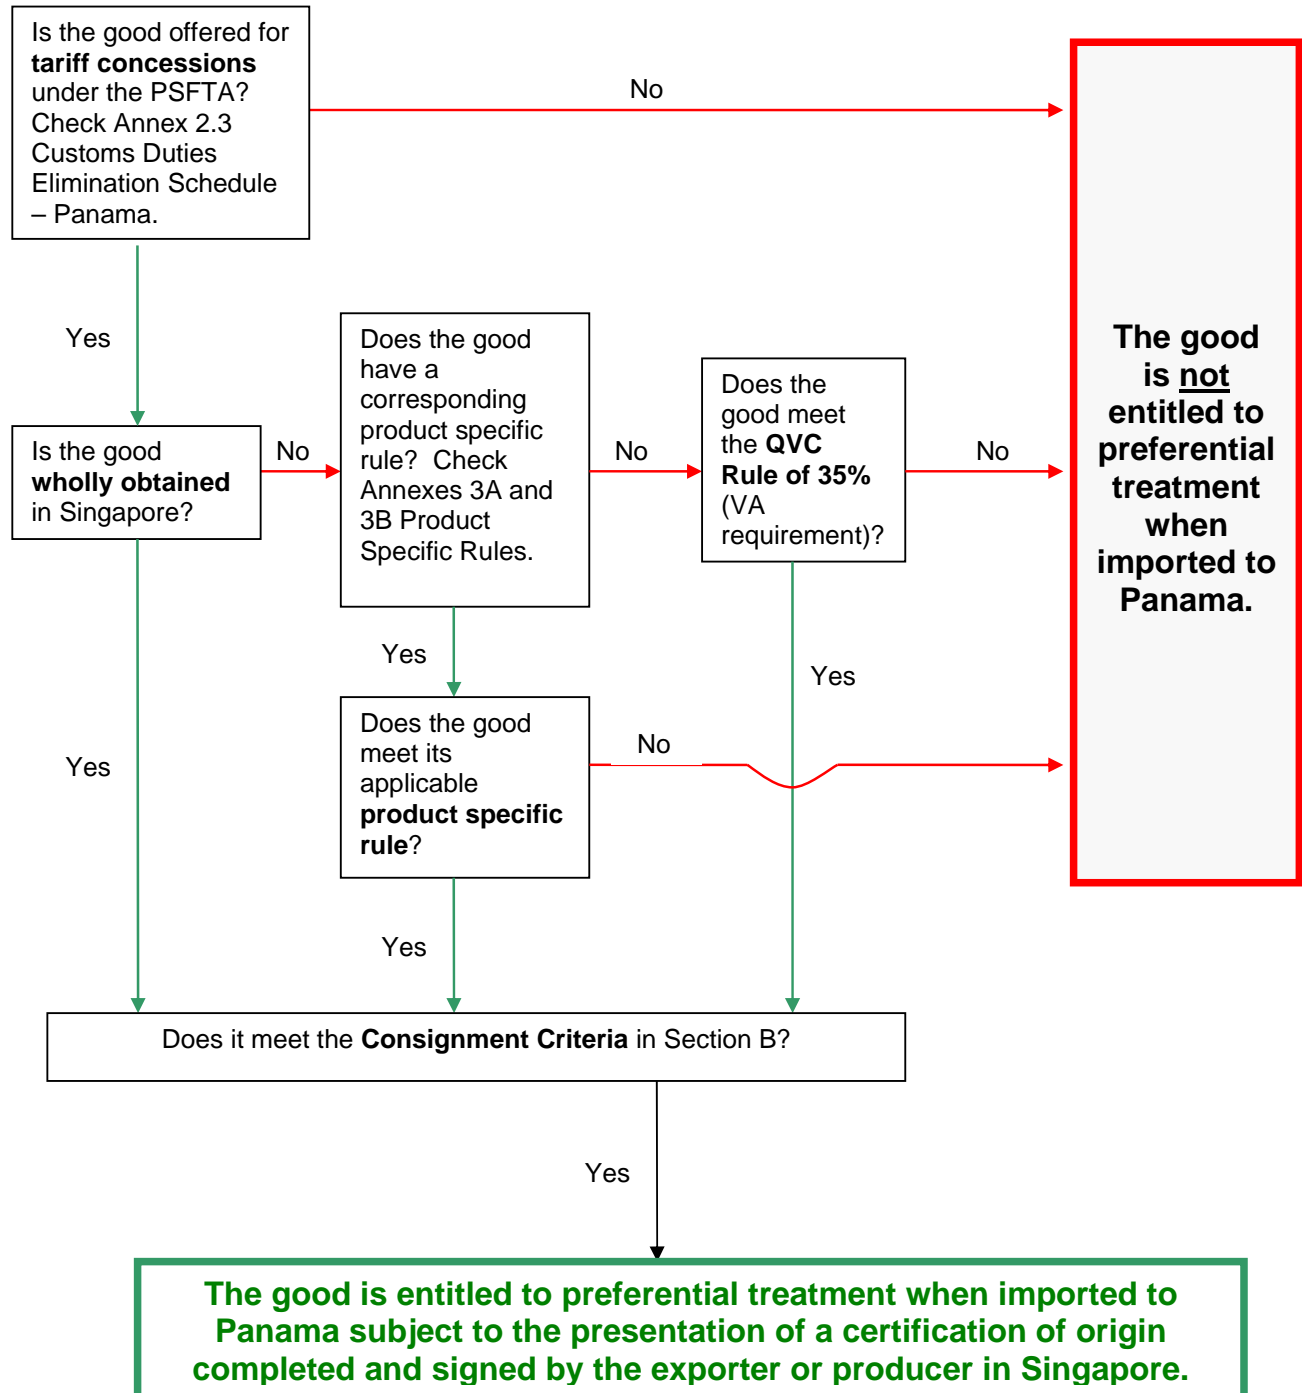 Is the good offered for
tariff concessions
under the PSFTA?
Check Annex 2.3
Customs Duties
Elimination Schedule
– Panama.
No
Yes
Is the good
wholly obtained
in Singapore?
No
Does the good
have a
corresponding
product specific
rule? Check
Annexes 3A and
3B Product
Specific Rules.
No
Does the
good meet
the QVC
Rule of 35%
(VA
requirement)?
No
The good
is not
entitled to
preferential
treatment
when
imported to
Panama.
Yes
Yes
Does the good
meet its
applicable
product specific
rule?
No
Yes
Yes
Does it meet the Consignment Criteria in Section B?
Yes
The good is entitled to preferential treatment when imported to
Panama subject to the presentation of a certification of origin
completed and signed by the exporter or producer in Singapore.